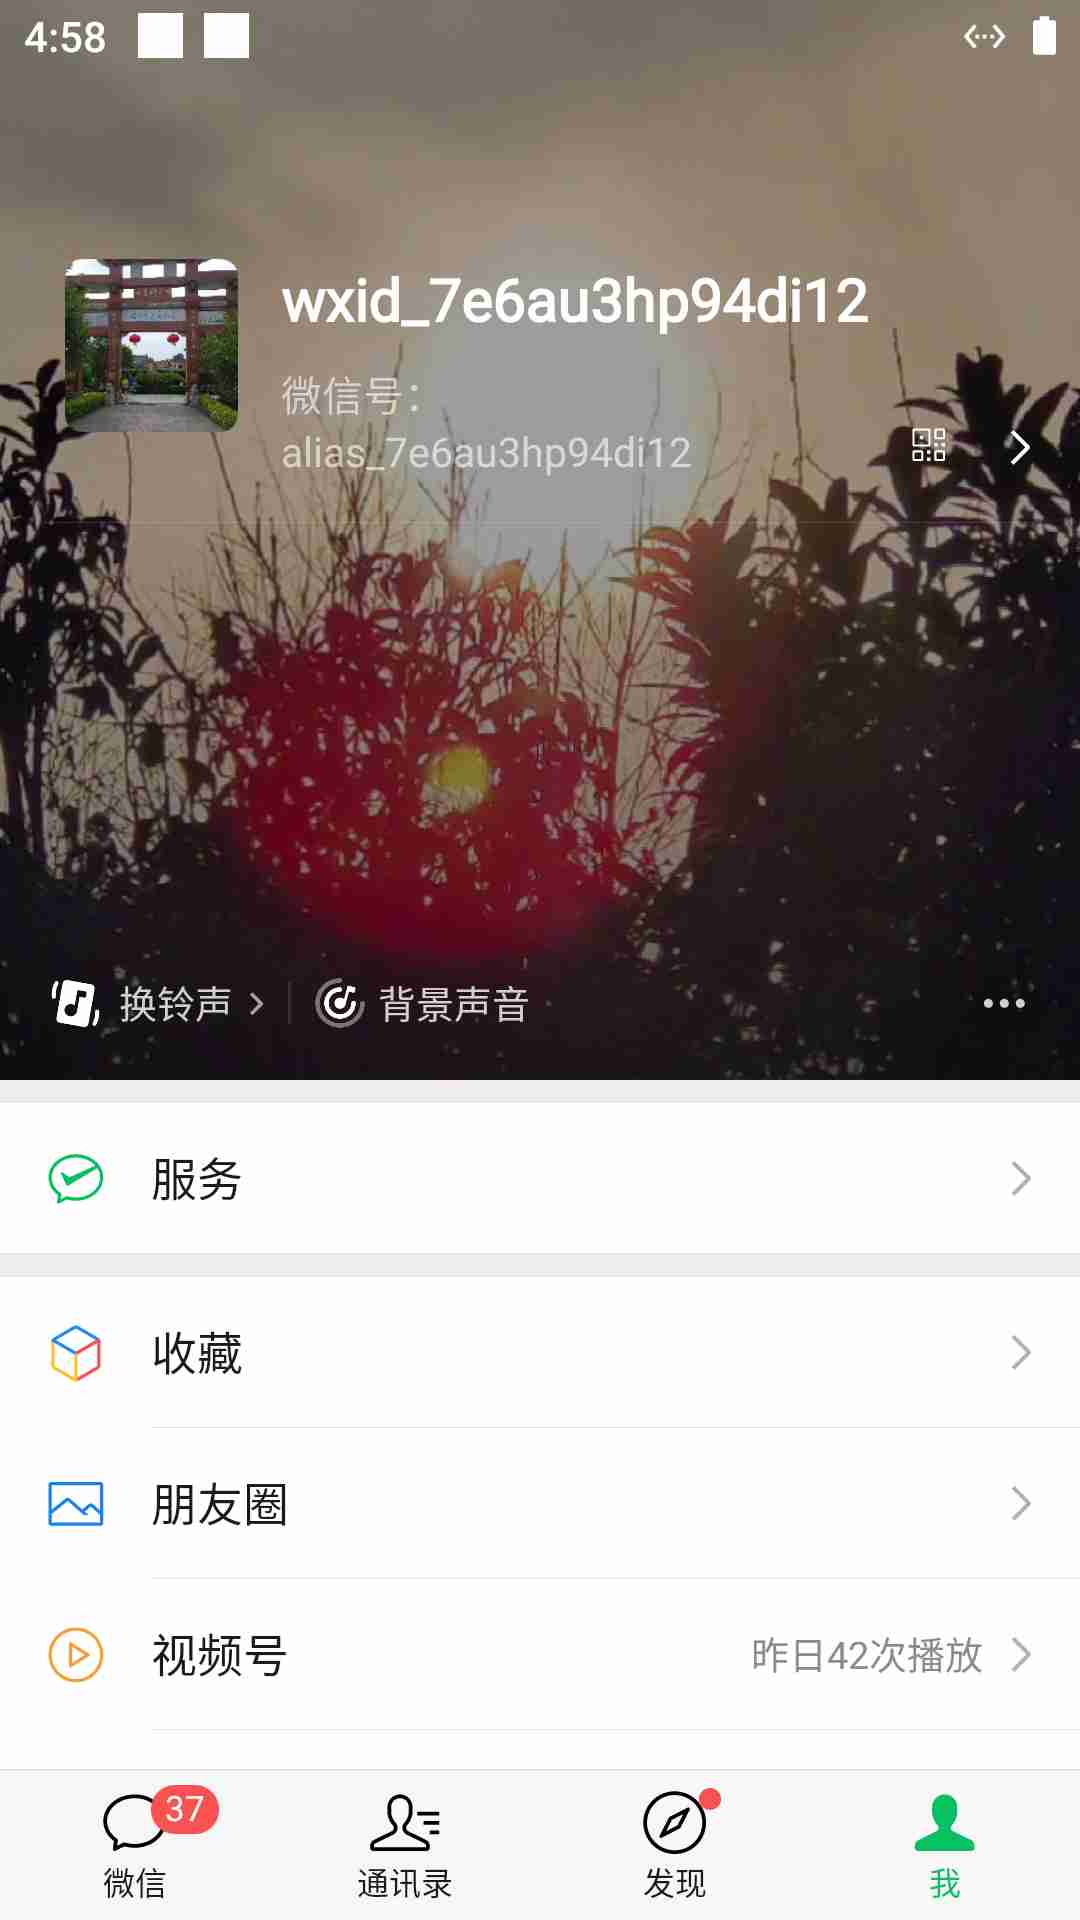 4:58
wxid_7e6au3hp94di12
微信号：
alias_7e6au3hp94di12
换铃声
背景声音
服务
收藏
朋友圈
视频号 昨日42次播放
37
微信 通讯录 发现 我